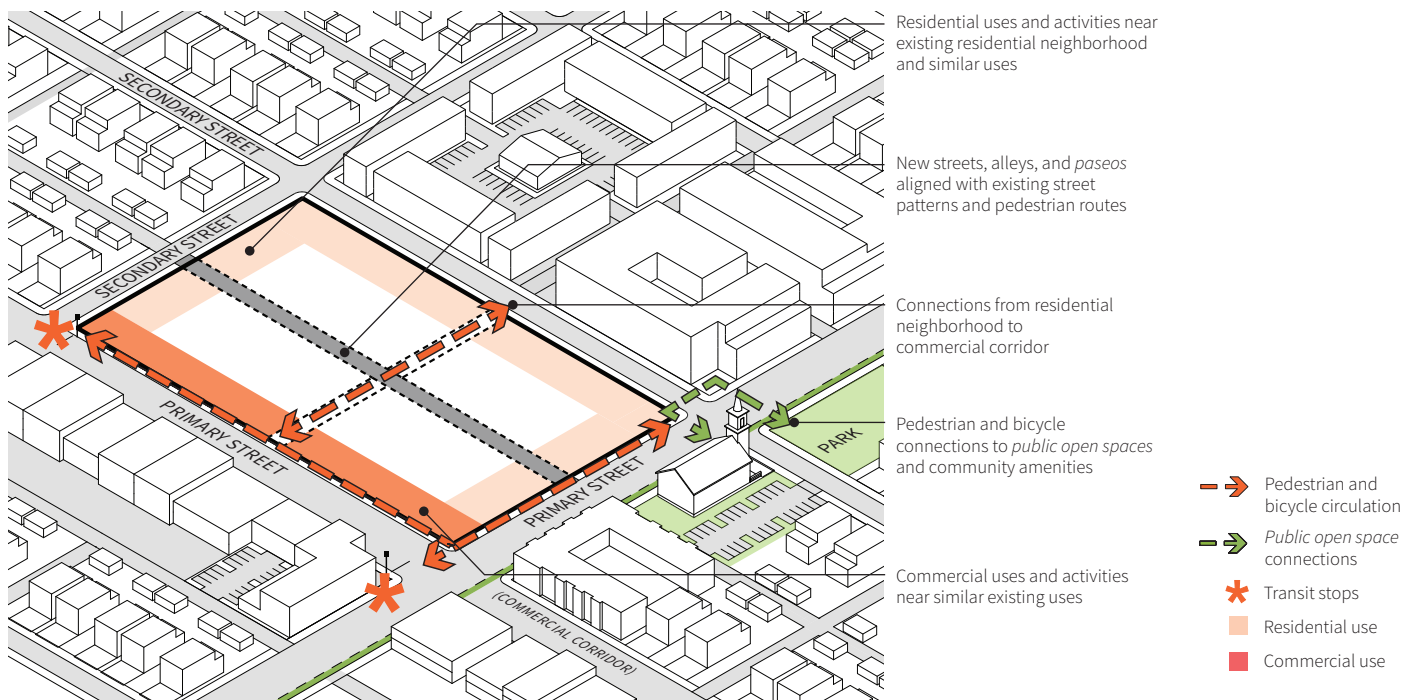 Residential uses and activities near
existing residential neighborhood
and similar uses
New streets, alleys, and paseos
aligned with existing street
patterns and pedestrian routes
Connections from residential
neighborhood to
commercial corridor
Pedestrian and bicycle
connections to public open spaces
and community amenities
Commercial uses and activities
near similar existing uses
SECONDARY STREET
SECONDARY STREET
PRIMARY STREET
PRIMARY STREET
PARK
(COMMERCIAL CORRIDOR)
Pedestrian and
bicycle circulation
Public open space
connections
Transit stops
Residential use
Commercial use